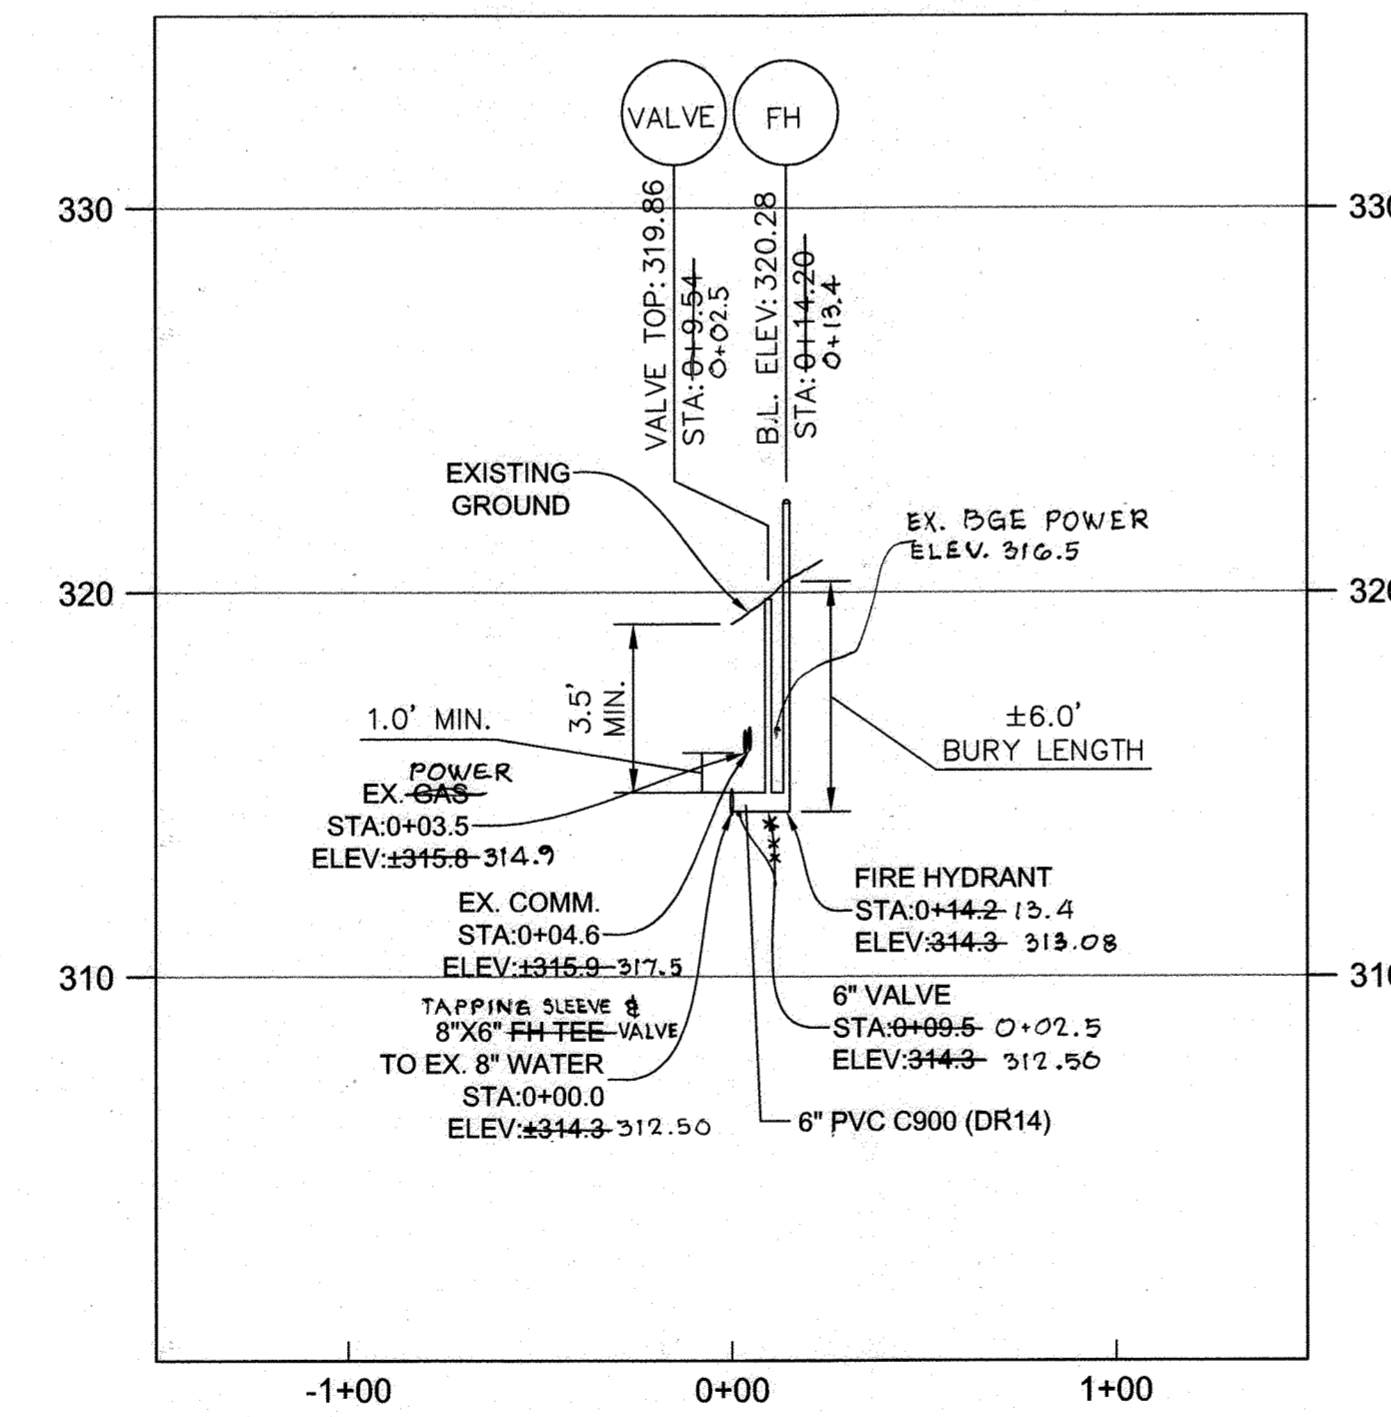 VALVE
FH
VALVE TOP: 319.86
STA: 0+9.54
0+02.5
B.L. ELEV: 320.28
STA: 0+14.20
0+13.4
330
330
EXISTING
GROUND
EX. BGE POWER
ELEV. 316.5
320
320
3.5'
MIN.
1.0' MIN.
±6.0'
BURY LENGTH
POWER
EX. GAS
STA:0+03.5
ELEV:±315.8 314.9
EX. COMM.
STA:0+04.6
ELEV:±315.9 317.5
FIRE HYDRANT
STA:0+14.2 13.4
ELEV:314.3 313.08
310
310
TAPPING SLEEVE &
8"X6" FH TEE VALVE
TO EX. 8" WATER
STA:0+00.0
ELEV:±314.3 312.50
6" VALVE
STA:0+09.5 0+02.5
ELEV:314.3 312.50
6" PVC C900 (DR14)
-1+00
0+00
1+00